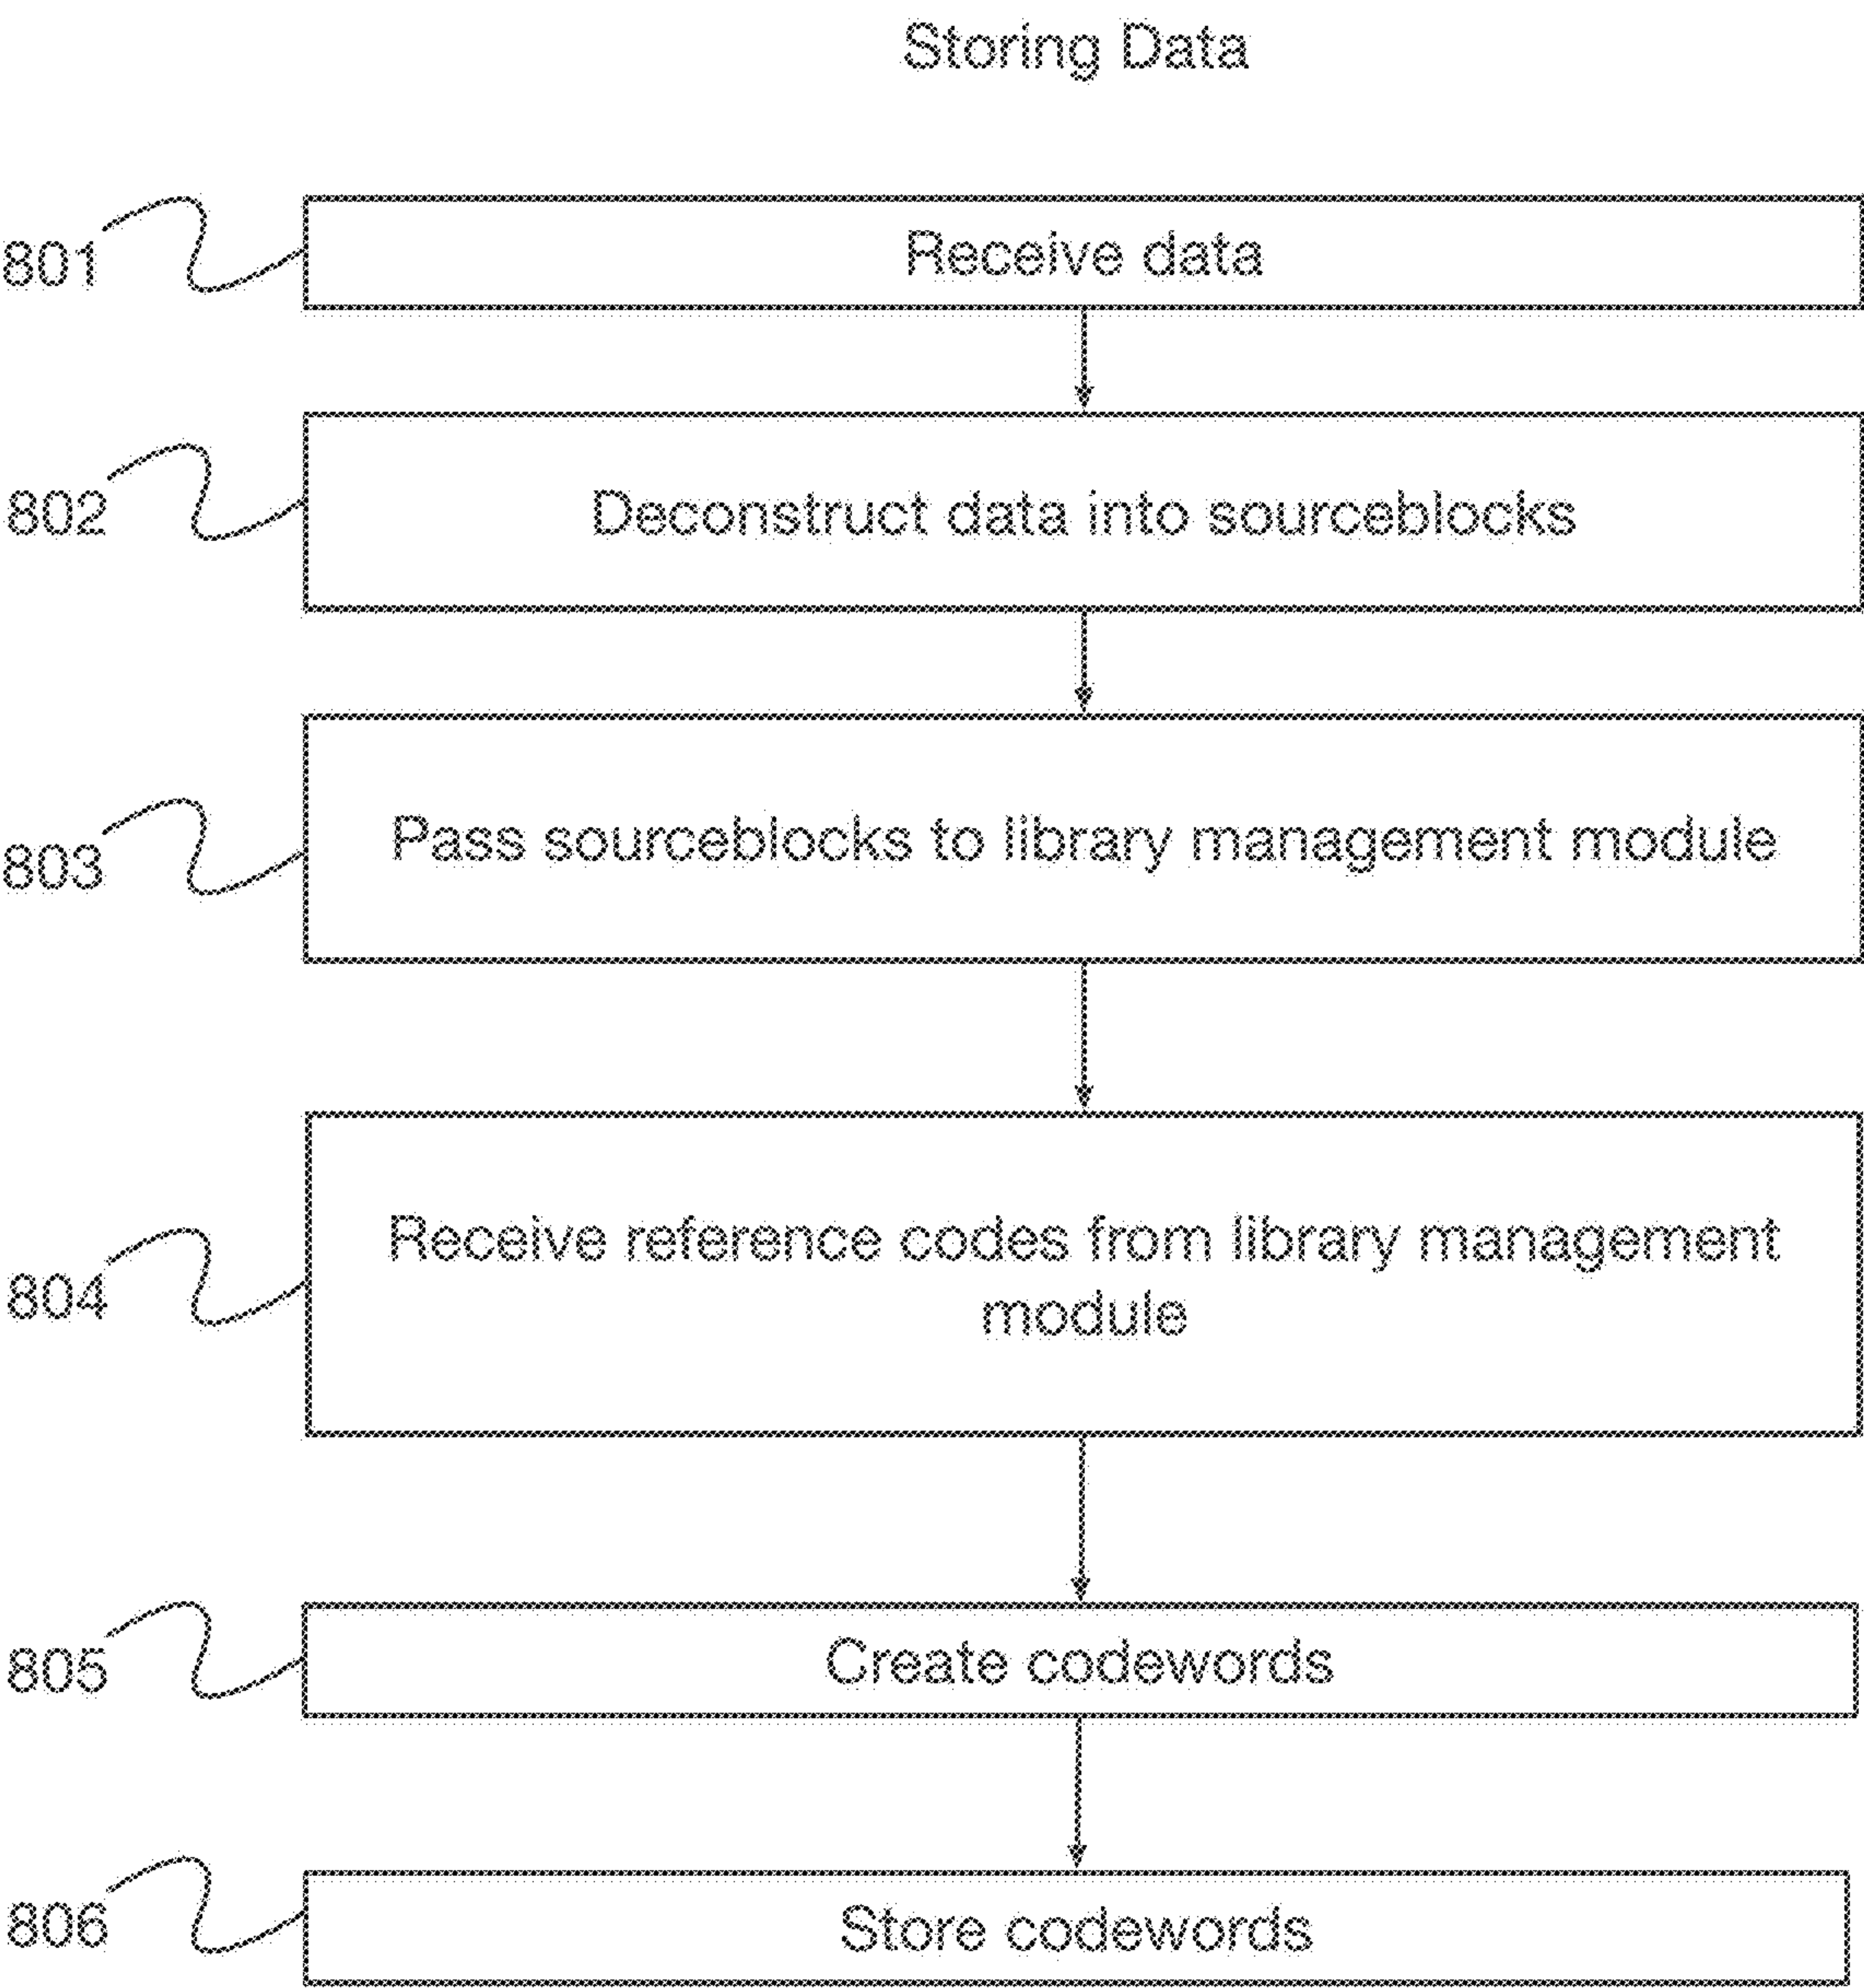 Storing Data
801
Receive data
802
Deconstruct data into sourceblocks
803
Pass sourceblocks to library management module
804
Receive reference codes from library management
module
805
Create codewords
806
Store codewords